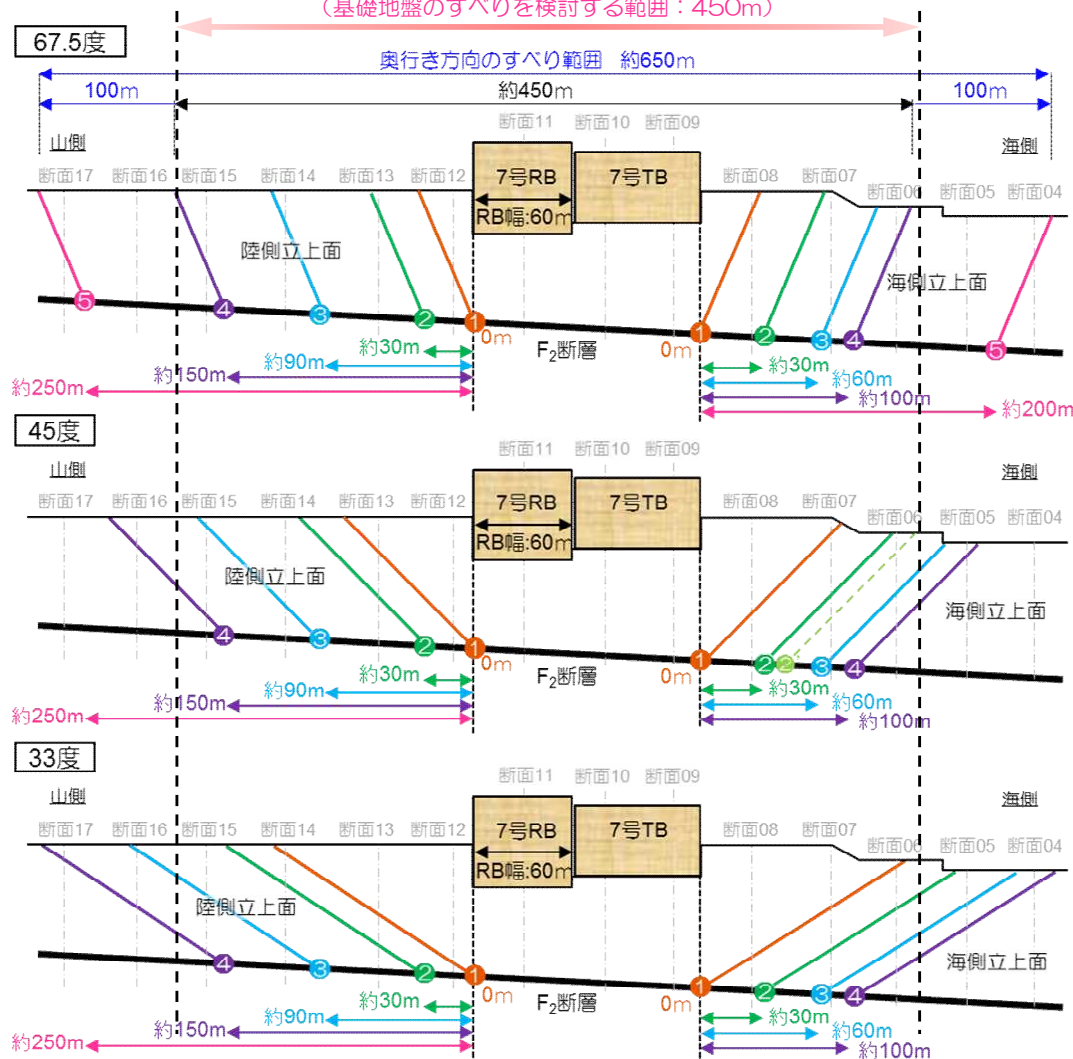 (基礎地盤のすべりを検討する範囲:450m)
67.5度
奥行き方向のすべり範囲 約650m
100m 約450m 100m
断面11 断面10 断面09
山側 海側
断面17 断面16 断面15 断面14 断面13 断面12 7号RB 7号TB 断面08 断面07 断面06 断面05 断面04
RB幅:60m
陸側立上面 海側立上面
5 4 3 2 1 1 2 3 4 5
0m F2断層 0m
約30m 約30m
約90m 約60m
約150m 約100m
約250m 約200m
45度
断面11 断面10 断面09
山側 海側
断面17 断面16 断面15 断面14 断面13 断面12 7号RB 7号TB 断面08 断面07 断面06 断面05 断面04
RB幅:60m
陸側立上面 海側立上面
4 3 2 1 1 2 2 3 4
0m F2断層 0m
約30m 約30m
約90m 約60m
約150m 約100m
約250m
33度
断面11 断面10 断面09
山側 海側
断面17 断面16 断面15 断面14 断面13 断面12 7号RB 7号TB 断面08 断面07 断面06 断面05 断面04
RB幅:60m
陸側立上面 海側立上面
4 3 2 1 1 2 3 4
0m F2断層 0m
約30m 約30m
約90m 約60m
約150m 約100m
約250m